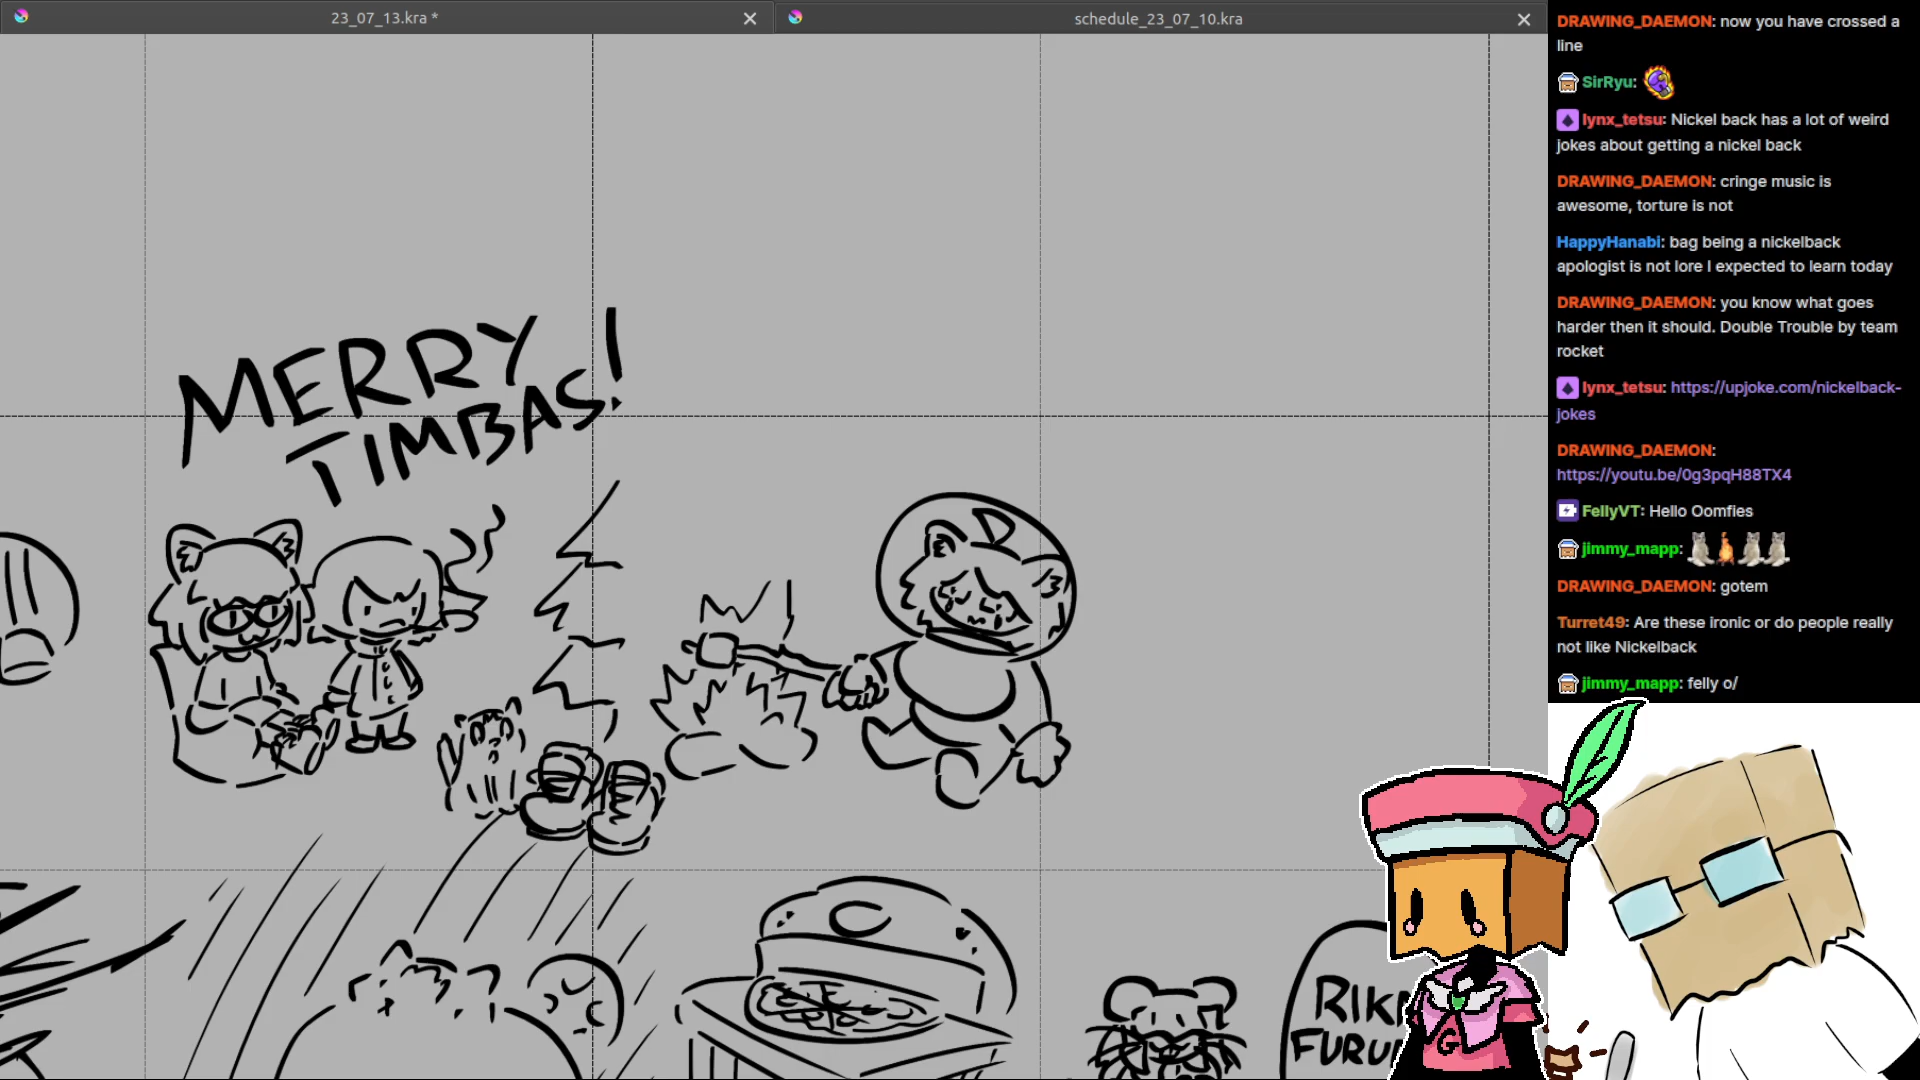 23_07_13.kra *
schedule_23_07_10.kra
DRAWING_DAEMON: now you have crossed a
line
SirRyu:
lynx_tetsu: Nickel back has a lot of weird
jokes about getting a nickel back
DRAWING_DAEMON: cringe music is
awesome, torture is not
HappyHanabi: bag being a nickelback
apologist is not lore I expected to learn today
DRAWING_DAEMON: you know what goes
harder then it should. Double Trouble by team
rocket
lynx_tetsu: https://upjoke.com/nickelback-
jokes
DRAWING_DAEMON:
https://youtu.be/0g3pqH88TX4
FellyVT: Hello Oomfies
jimmy_mapp:
DRAWING_DAEMON: gotem
Turret49: Are these ironic or do people really
not like Nickelback
jimmy_mapp: felly o/
MERRY
TIMBAS!
G